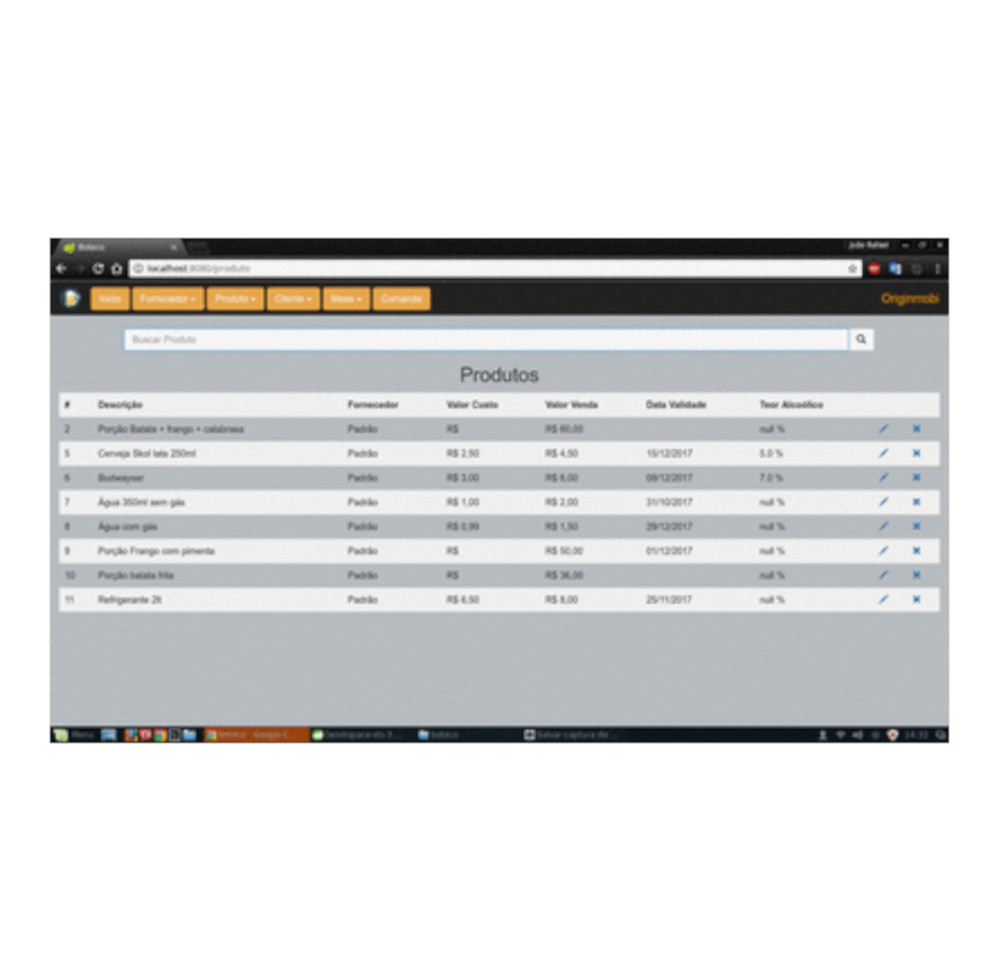 Boteco
João Rafael
localhost:8080/produto
Início Fornecedor Produto Cliente Mesa Comanda Originmobi
Buscar Produto
Produtos
# Descrição Fornecedor Valor Custo Valor Venda Data Validade Teor Alcoólico
2 Porção Batata + frango + calabrasa Padrão R$ R$ 60,00 null %
5 Cerveja Skol lata 250ml Padrão R$ 2,50 R$ 4,50 15/12/2017 5.0 %
6 Budwayser Padrão R$ 3,00 R$ 6,00 08/12/2017 7.0 %
7 Água 350ml sem gás Padrão R$ 1,00 R$ 2,00 31/10/2017 null %
8 Água com gás Padrão R$ 0,99 R$ 1,50 29/12/2017 null %
9 Porção Frango com pimenta Padrão R$ R$ 50,00 01/12/2017 null %
10 Porção batata frita Padrão R$ R$ 36,00 null %
11 Refrigerante 2lt Padrão R$ 6,50 R$ 8,00 25/11/2017 null %
Menu Boteco - Google C... boteco Salvar captura de ... 14:32